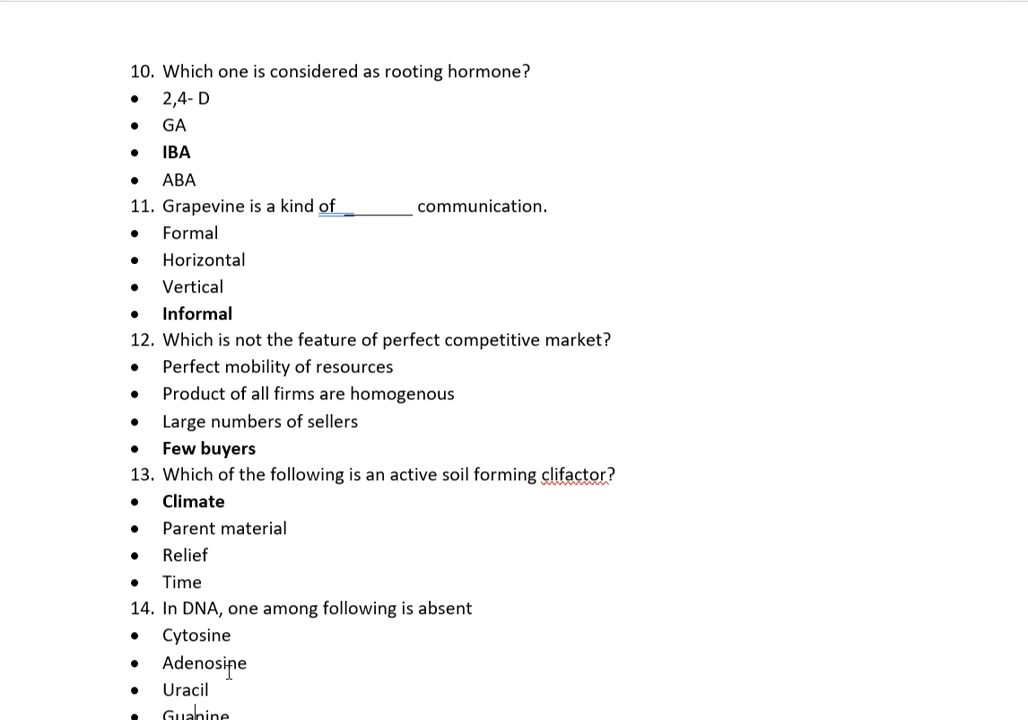 10. Which one is considered as rooting hormone?
• 2,4- D
• GA
• IBA
• ABA
11. Grapevine is a kind of ________ communication.
• Formal
• Horizontal
• Vertical
• Informal
12. Which is not the feature of perfect competitive market?
• Perfect mobility of resources
• Product of all firms are homogenous
• Large numbers of sellers
• Few buyers
13. Which of the following is an active soil forming clifactor?
• Climate
• Parent material
• Relief
• Time
14. In DNA, one among following is absent
• Cytosine
• Adenosine
• Uracil
• Guanine